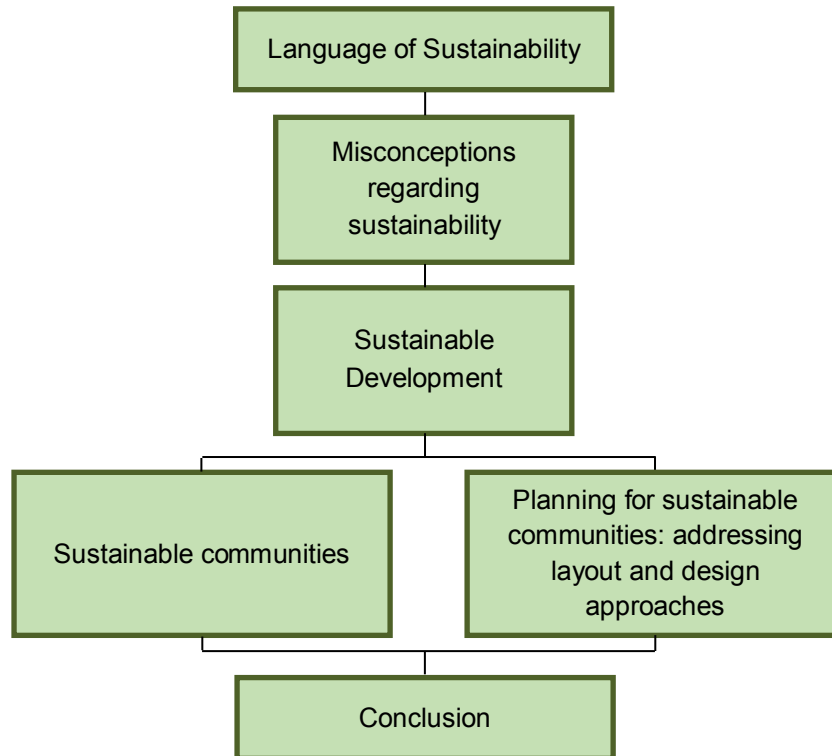 Language of Sustainability
Misconceptions
regarding
sustainability
Sustainable
Development
Sustainable communities
Planning for sustainable
communities: addressing
layout and design
approaches
Conclusion